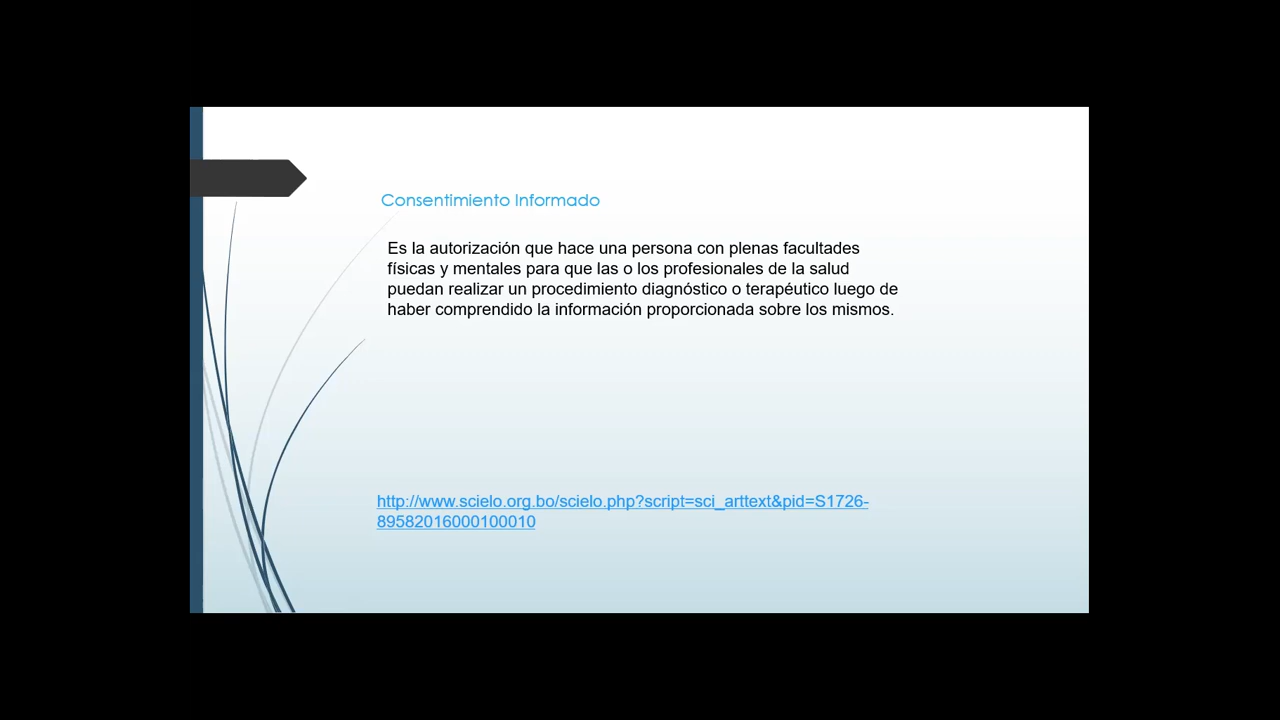 Consentimiento Informado
Es la autorización que hace una persona con plenas facultades
físicas y mentales para que las o los profesionales de la salud
puedan realizar un procedimiento diagnóstico o terapéutico luego de
haber comprendido la información proporcionada sobre los mismos.
http://www.scielo.org.bo/scielo.php?script=sci_arttext&pid=S1726-
89582016000100010